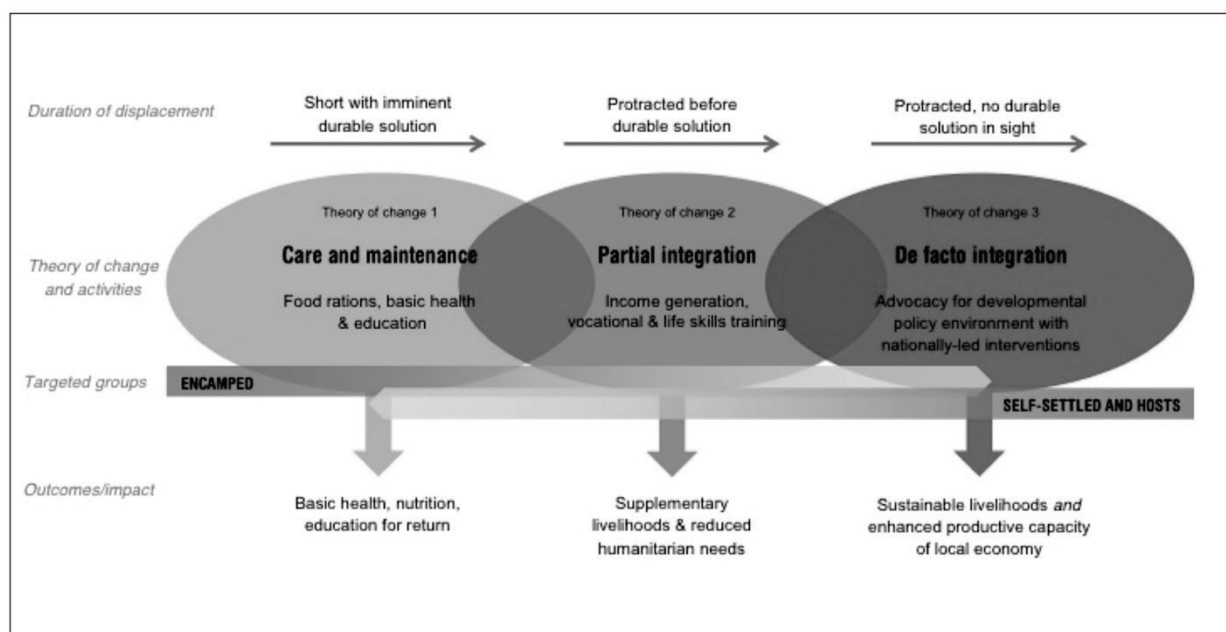 Duration of displacement
Short with imminent
durable solution
Protracted before
durable solution
Protracted, no durable
solution in sight
Theory of change
and activities
Theory of change 1
Care and maintenance
Food rations, basic health
& education
Theory of change 2
Partial integration
Income generation,
vocational & life skills training
Theory of change 3
De facto integration
Advocacy for developmental
policy environment with
nationally-led interventions
Targeted groups
ENCAMPED
SELF-SETTLED AND HOSTS
Outcomes/impact
Basic health, nutrition,
education for return
Supplementary
livelihoods & reduced
humanitarian needs
Sustainable livelihoods and
enhanced productive capacity
of local economy